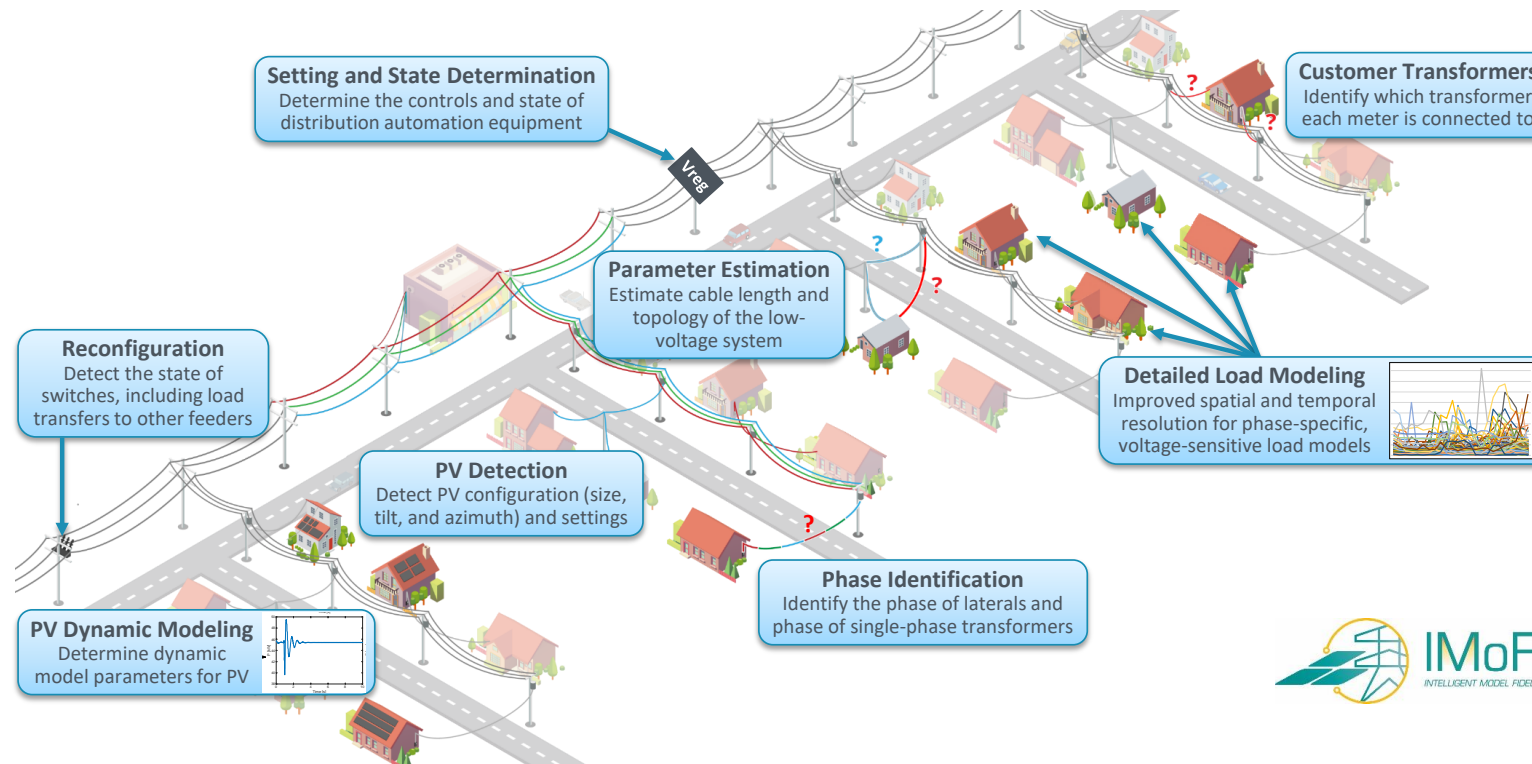 Setting and State Determination
Determine the controls and state of
distribution automation equipment
Customer Transformers
Identify which transformer
each meter is connected to
?
?
Vreg
?
?
Parameter Estimation
Estimate cable length and
topology of the low-
voltage system
Reconfiguration
Detect the state of
switches, including load
transfers to other feeders
Detailed Load Modeling
Improved spatial and temporal
resolution for phase-specific,
voltage-sensitive load models
PV Detection
Detect PV configuration (size,
tilt, and azimuth) and settings
?
Phase Identification
Identify the phase of laterals and
phase of single-phase transformers
PV Dynamic Modeling
Determine dynamic
model parameters for PV
IMoF
INTELLIGENT MODEL FIDEL